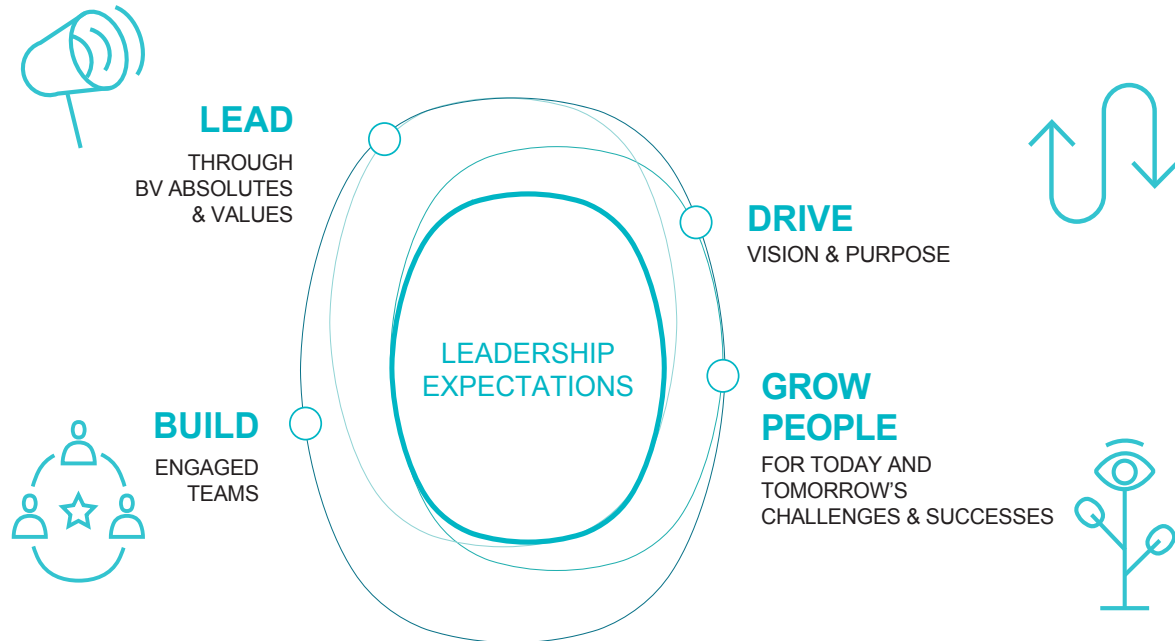 LEAD
THROUGH
BV ABSOLUTES
& VALUES
DRIVE
VISION & PURPOSE
LEADERSHIP
EXPECTATIONS
BUILD
ENGAGED
TEAMS
GROW
PEOPLE
FOR TODAY AND
TOMORROW'S
CHALLENGES & SUCCESSES